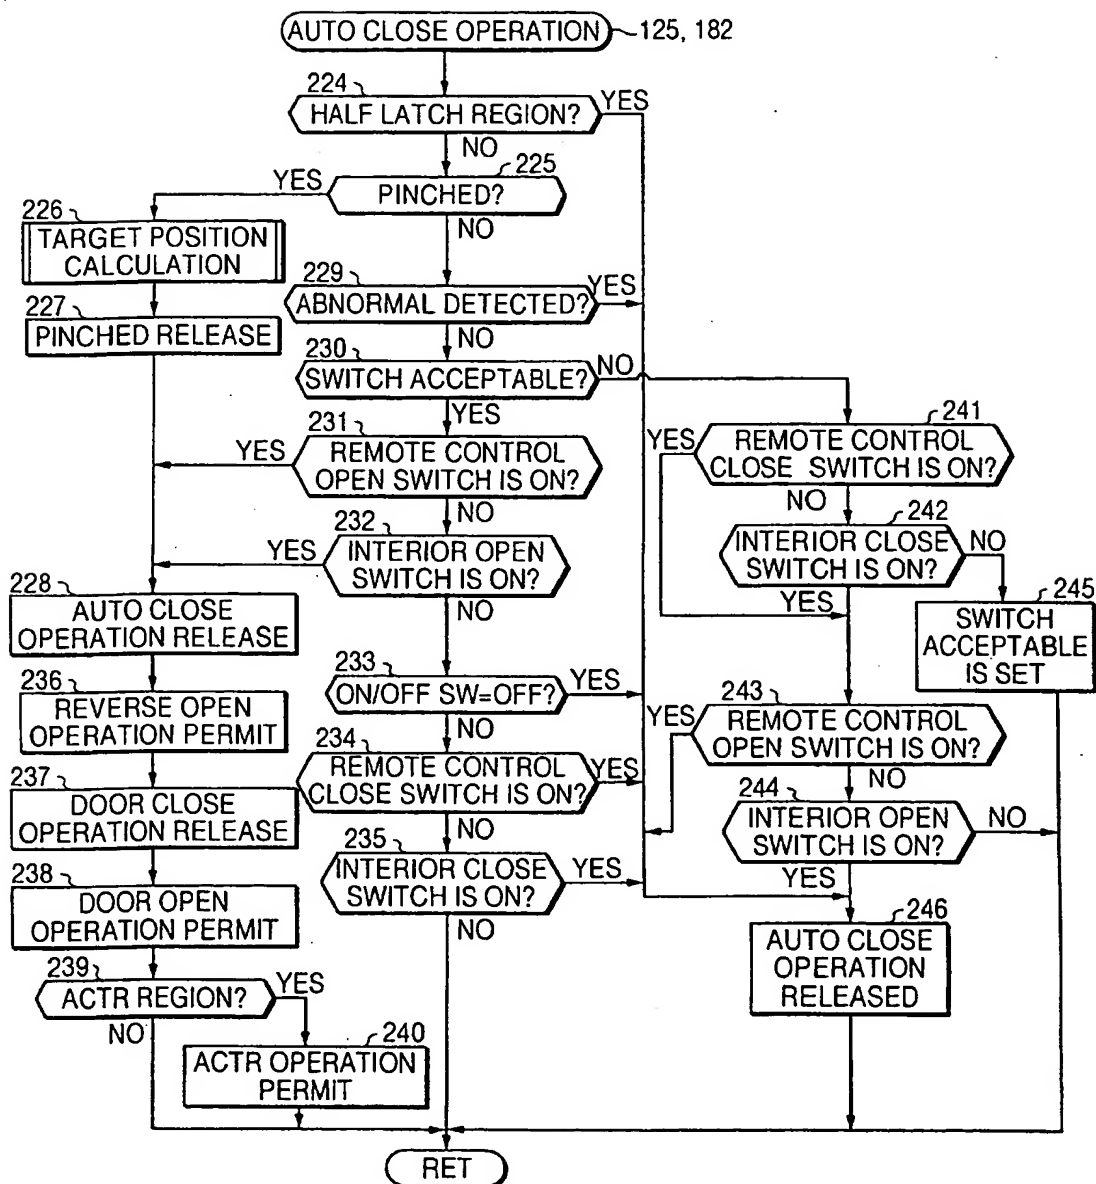 AUTO CLOSE OPERATION
125, 182
224
HALF LATCH REGION?
YES
NO
225
PINCHED?
YES
NO
226
TARGET POSITION
CALCULATION
227
PINCHED RELEASE
229
ABNORMAL DETECTED?
YES
NO
230
SWITCH ACCEPTABLE?
NO
YES
231
REMOTE CONTROL
OPEN SWITCH IS ON?
YES
NO
232
INTERIOR OPEN
SWITCH IS ON?
YES
NO
228
AUTO CLOSE
OPERATION RELEASE
236
REVERSE OPEN
OPERATION PERMIT
237
DOOR CLOSE
OPERATION RELEASE
238
DOOR OPEN
OPERATION PERMIT
239
ACTR REGION?
YES
NO
240
ACTR OPERATION
PERMIT
233
ON/OFF SW=OFF?
YES
NO
234
REMOTE CONTROL
CLOSE SWITCH IS ON?
YES
NO
235
INTERIOR CLOSE
SWITCH IS ON?
YES
NO
241
REMOTE CONTROL
CLOSE SWITCH IS ON?
YES
NO
242
INTERIOR CLOSE
SWITCH IS ON?
NO
YES
245
SWITCH
ACCEPTABLE
IS SET
243
REMOTE CONTROL
OPEN SWITCH IS ON?
YES
NO
244
INTERIOR OPEN
SWITCH IS ON?
NO
YES
246
AUTO CLOSE
OPERATION
RELEASED
RET